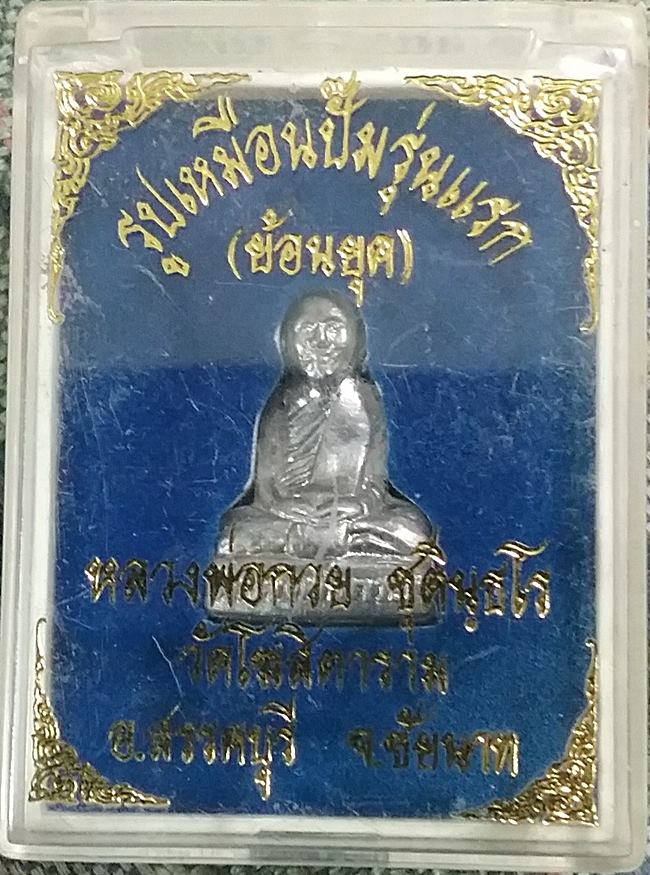 รูปเหมือนปั๊มรุ่นแรก
(ย้อนยุค)
หลวงพ่อกวย ชุตินฺธโร
วัดโฆสิตาราม
อ.สรรคบุรี จ.ชัยนาท